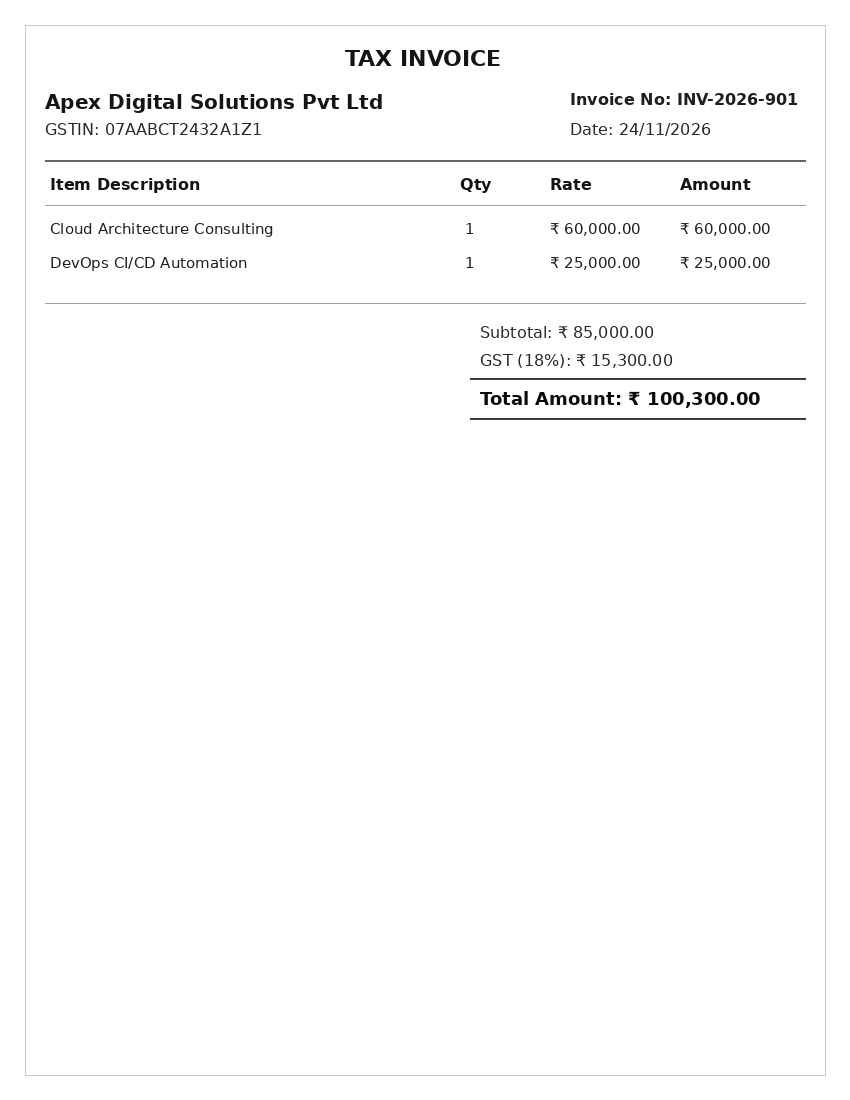 TAX INVOICE
Apex Digital Solutions Pvt Ltd
Invoice No: INV-2026-901
GSTIN: 07AABCT2432A1Z1
Date: 24/11/2026
Item Description Qty Rate Amount
Cloud Architecture Consulting 1 ₹ 60,000.00 ₹ 60,000.00
DevOps CI/CD Automation 1 ₹ 25,000.00 ₹ 25,000.00
Subtotal: ₹ 85,000.00
GST (18%): ₹ 15,300.00
Total Amount: ₹ 100,300.00